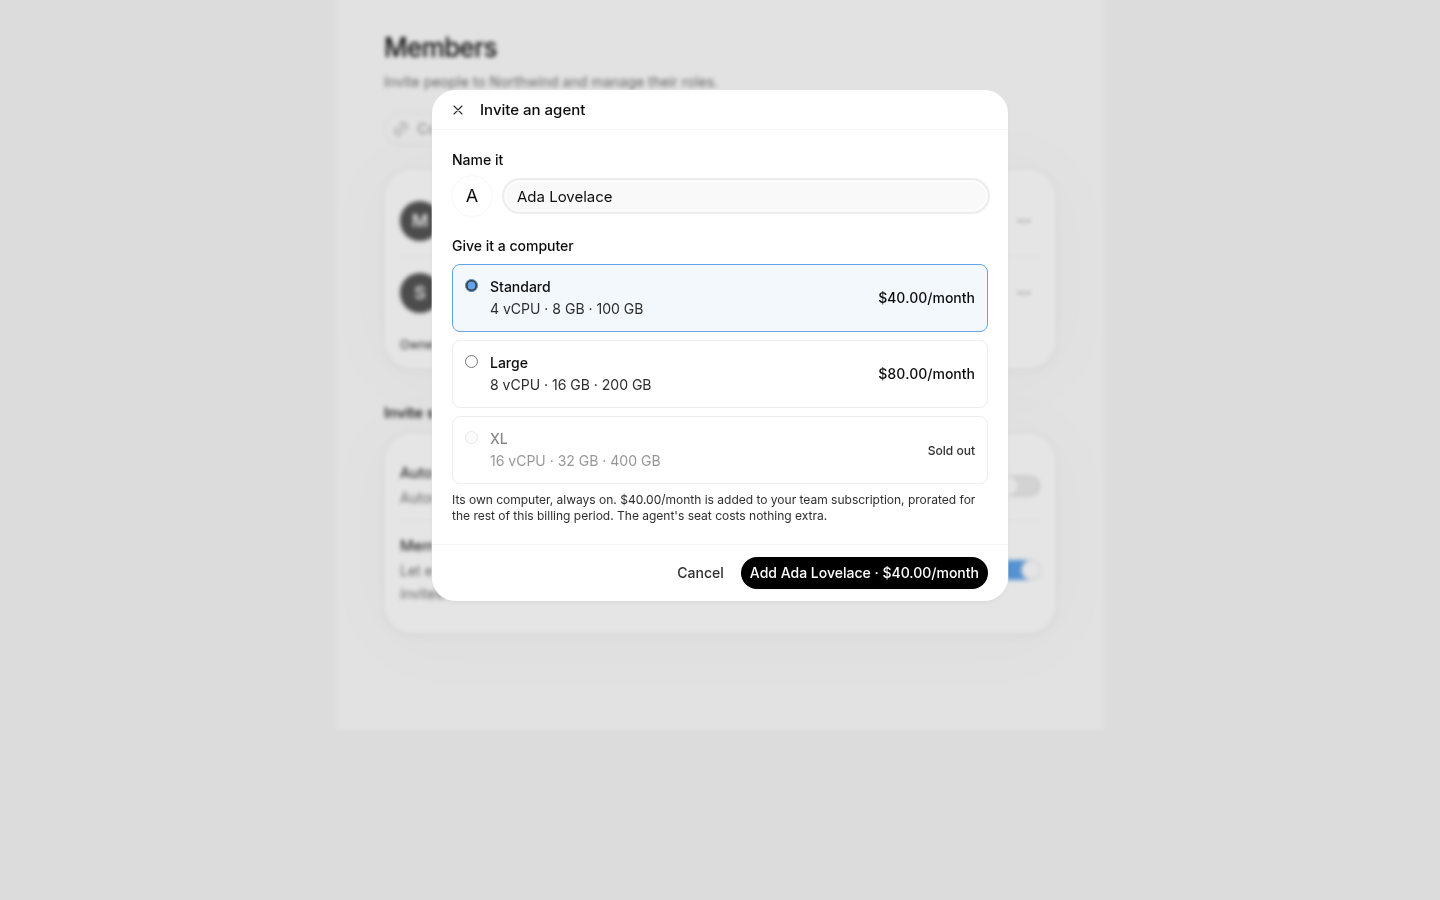 Members
Invite people to Northwind and manage their roles.
Invite an agent
Name it
A
Ada Lovelace
M
Give it a computer
Standard
$40.00/month
4 vCPU · 8 GB · 100 GB
S
Large
$80.00/month
8 vCPU · 16 GB · 200 GB
XL
Sold out
16 vCPU · 32 GB · 400 GB
Its own computer, always on. $40.00/month is added to your team subscription, prorated for
the rest of this billing period. The agent's seat costs nothing extra.
Cancel
Add Ada Lovelace · $40.00/month